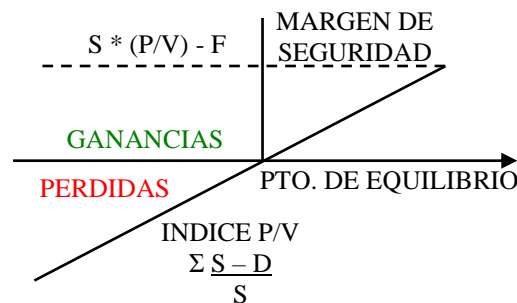 S * (P/V) - F
MARGEN DE
SEGURIDAD
GANANCIAS
PERDIDAS
PTO. DE EQUILIBRIO
INDICE P/V
Σ S – D
S